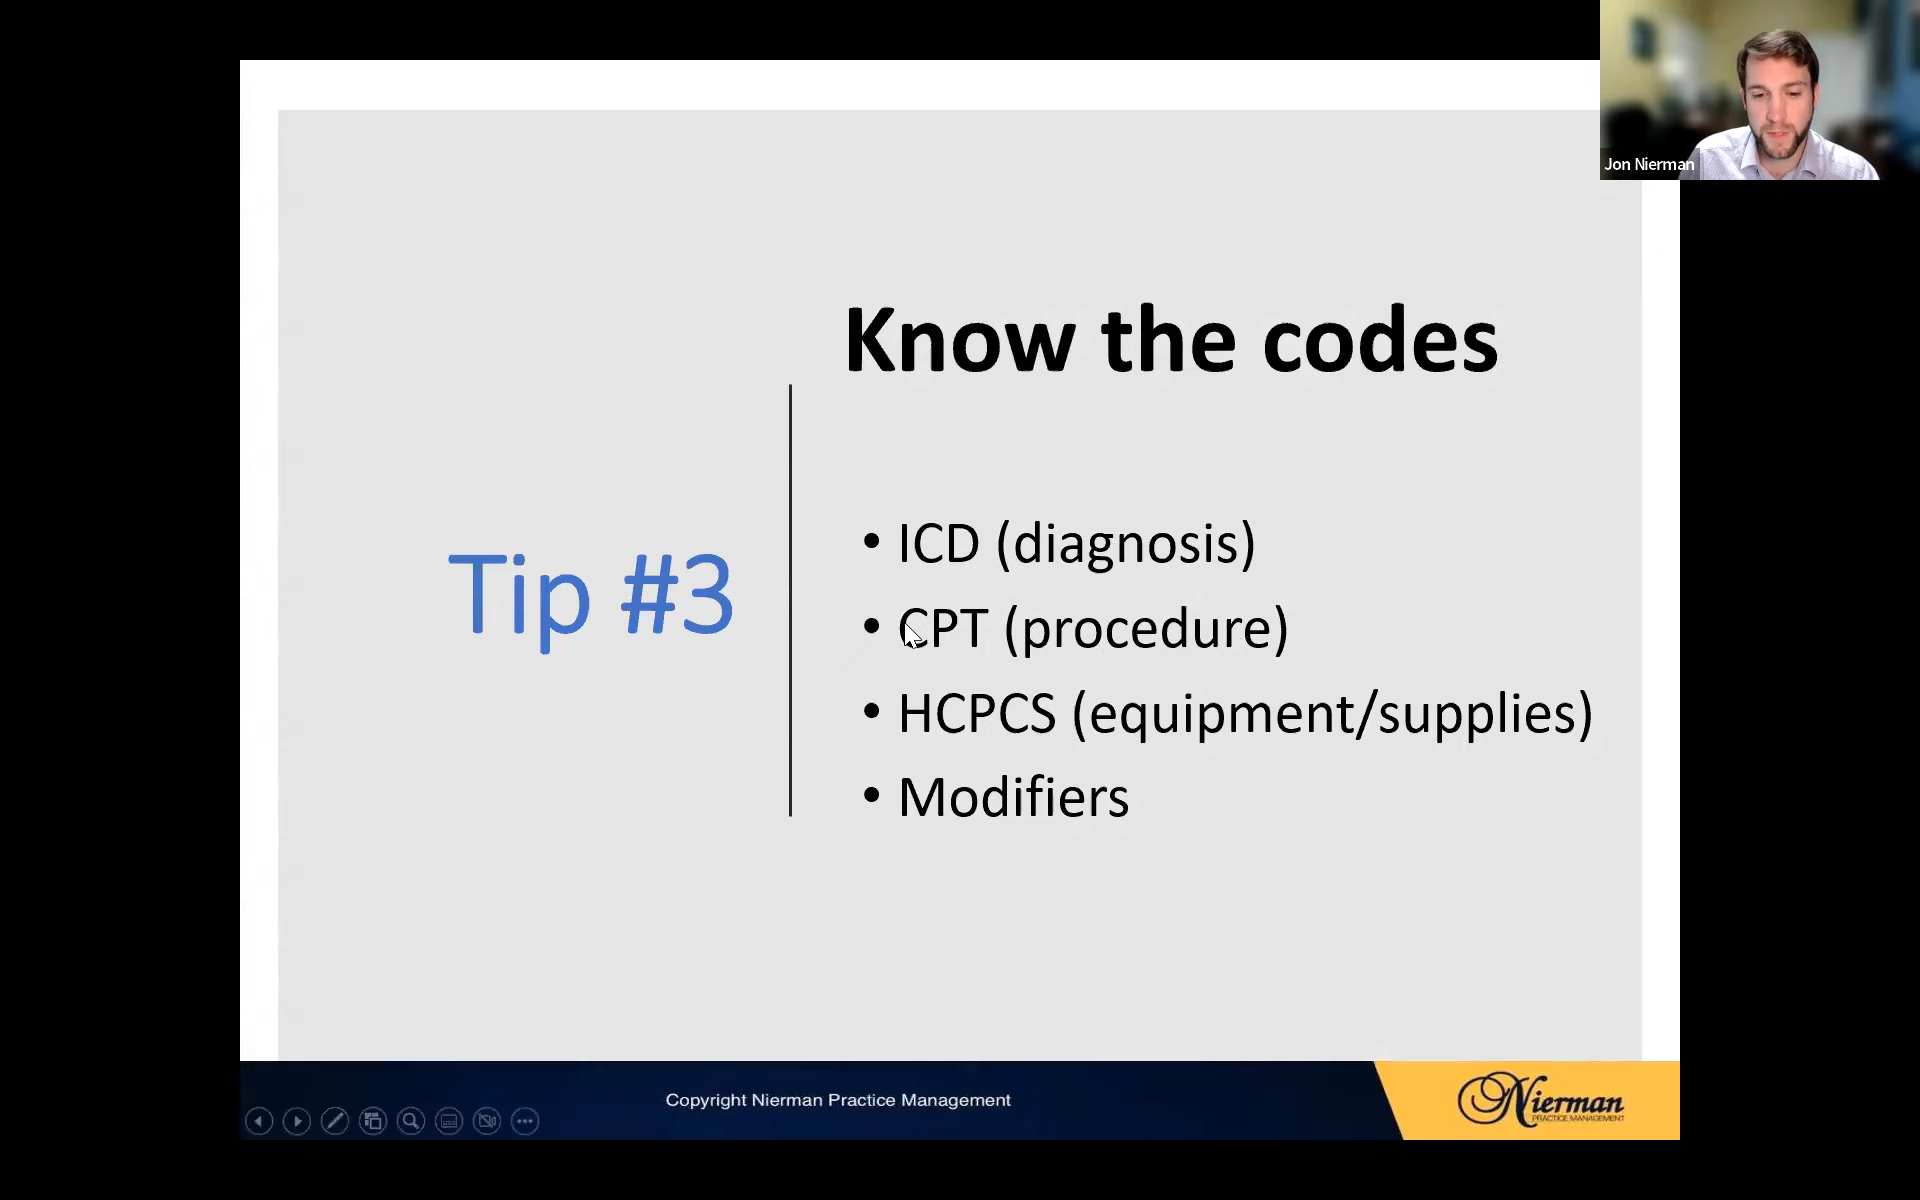 Jon Nierman
Know the codes
Tip #3
• ICD (diagnosis)
• CPT (procedure)
• HCPCS (equipment/supplies)
• Modifiers
Copyright Nierman Practice Management
Nierman
PRACTICE MANAGEMENT